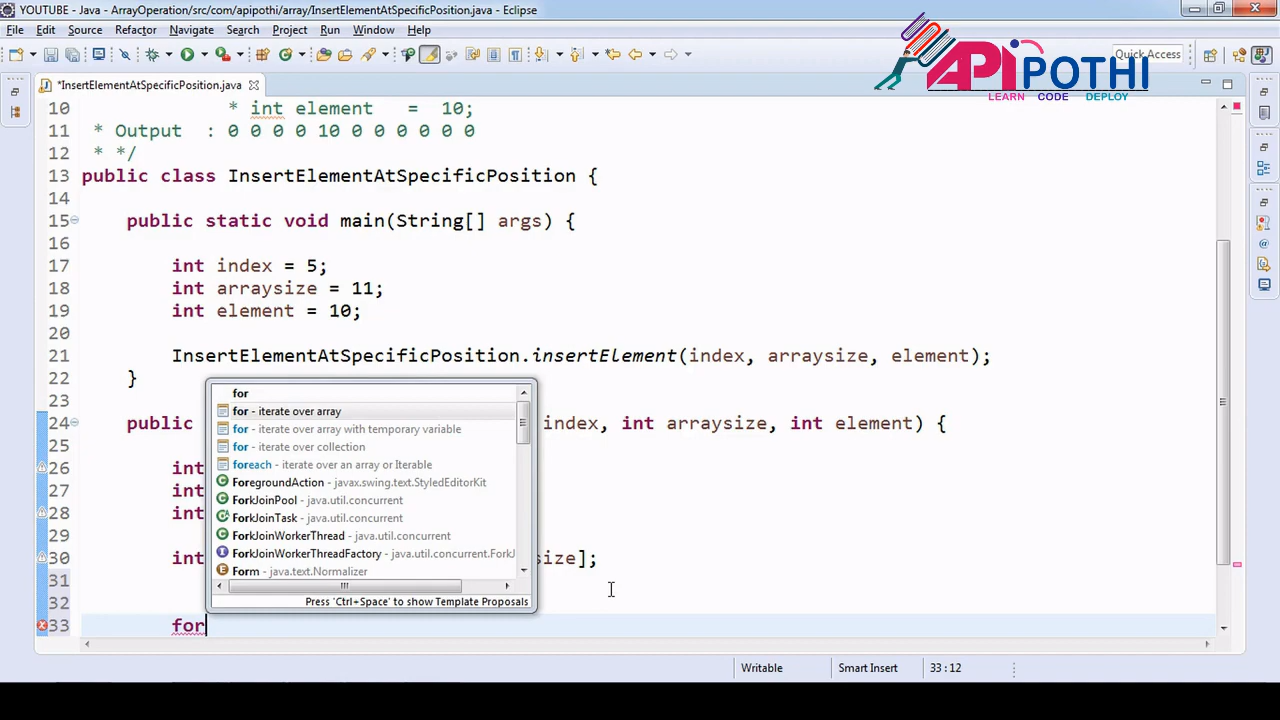 YOUTUBE - Java - ArrayOperation/src/com/apipothi/array/InsertElementAtSpecificPosition.java - Eclipse
File Edit Source Refactor Navigate Search Project Run Window Help
Quick Access
APIPOTHI
LEARN CODE DEPLOY
*InsertElementAtSpecificPosition.java
10 * int element = 10;
11 * Output : 0 0 0 0 10 0 0 0 0 0 0
12 * */
13 public class InsertElementAtSpecificPosition {
14
15 public static void main(String[] args) {
16
17 int index = 5;
18 int arraysize = 11;
19 int element = 10;
20
21 InsertElementAtSpecificPosition.insertElement(index, arraysize, element);
22 }
23
24 public index, int arraysize, int element) {
25
26 int
27 int
28 int
29
30 int size];
31
32
33 for
for
for - iterate over array
for - iterate over array with temporary variable
for - iterate over collection
foreach - iterate over an array or Iterable
ForegroundAction - javax.swing.text.StyledEditorKit
ForkJoinPool - java.util.concurrent
ForkJoinTask - java.util.concurrent
ForkJoinWorkerThread - java.util.concurrent
ForkJoinWorkerThreadFactory - java.util.concurrent.ForkJ
Form - java.text.Normalizer
Press 'Ctrl+Space' to show Template Proposals
Writable Smart Insert 33 : 12